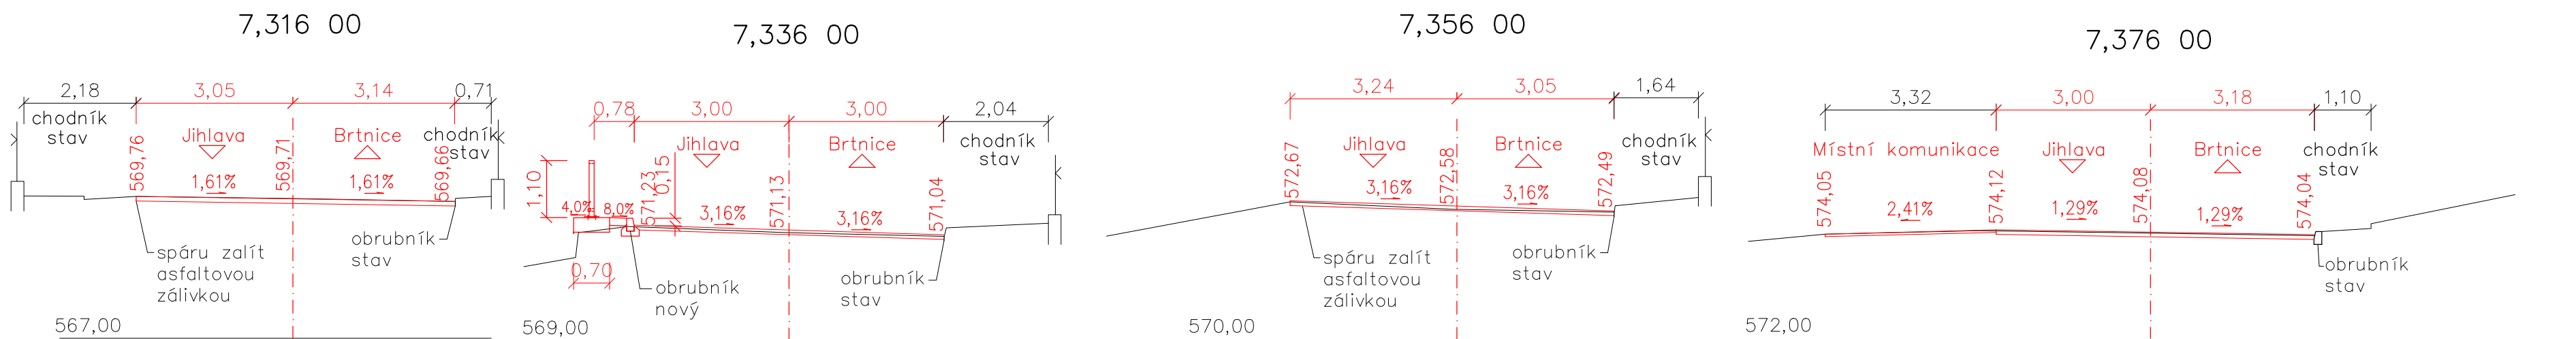 7,316 00
2,18
3,05
3,14
0,71
chodník
stav
Jihlava
Brtnice
chodník
stav
569,76
569,71
569,66
1,61%
1,61%
spáru zalít
asfaltovou
zálivkou
obrubník
stav
567,00
7,336 00
0,78
3,00
3,00
2,04
Jihlava
Brtnice
chodník
stav
1,10
0,15
4,0%
8,0%
571,23
571,13
571,04
3,16%
3,16%
0,70
obrubník
nový
obrubník
stav
569,00
7,356 00
3,24
3,05
1,64
Jihlava
Brtnice
chodník
stav
572,67
572,58
572,49
3,16%
3,16%
spáru zalít
asfaltovou
zálivkou
obrubník
stav
570,00
7,376 00
3,32
3,00
3,18
1,10
Místní komunikace
Jihlava
Brtnice
chodník
stav
574,05
574,12
574,08
574,04
2,41%
1,29%
1,29%
obrubník
stav
572,00